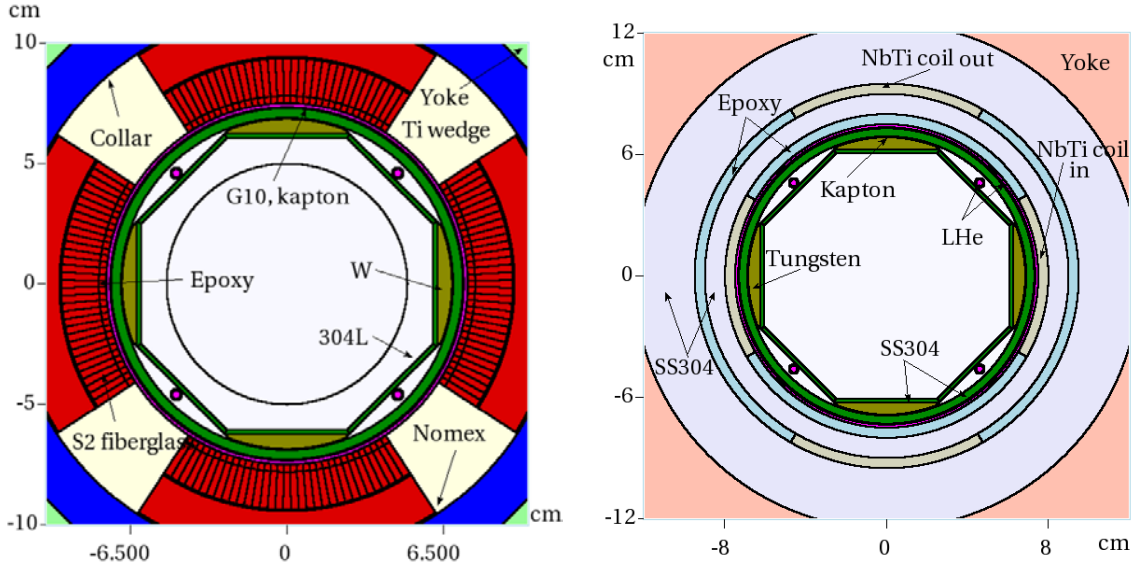 cm
10
5
0
-5
-10
-6.500
0
6.500
cm
Collar
Yoke
Ti wedge
G10, kapton
Epoxy
W
304L
S2 fiberglas
Nomex
12
cm
6
0
-6
-12
-8
0
8
cm
NbTi coil out
Yoke
Epoxy
NbTi coil
in
Kapton
LHe
Tungsten
SS304
SS304